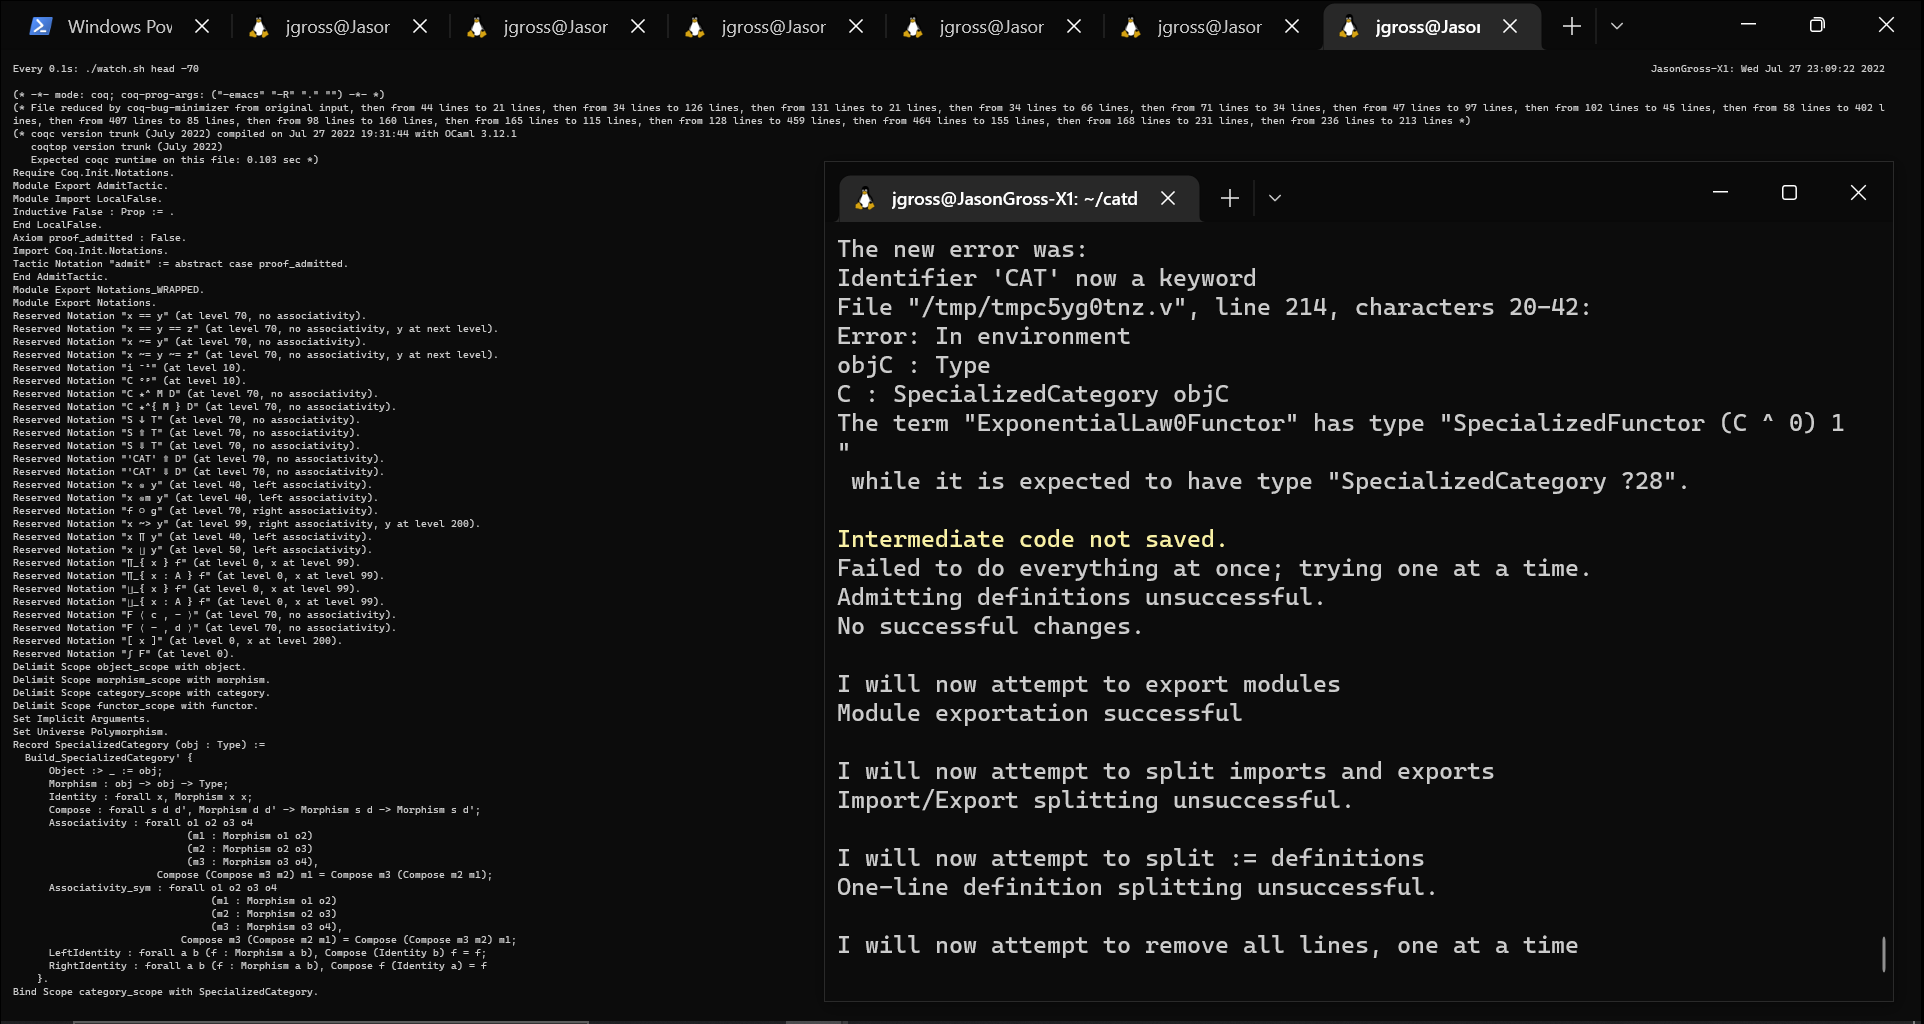 Windows Pov
jgross@Jasor
jgross@Jasor
jgross@Jasor
jgross@Jasor
jgross@Jasor
jgross@Jasor
Every 0.1s: ./watch.sh head -70
JasonGross-X1: Wed Jul 27 23:09:22 2022
(* -*- mode: coq; coq-prog-args: ("-emacs" "-R" "." "") -*- *)
(* File reduced by coq-bug-minimizer from original input, then from 44 lines to 21 lines, then from 34 lines to 126 lines, then from 131 lines to 21 lines, then from 34 lines to 66 lines, then from 71 lines to 34 lines, then from 47 lines to 97 lines, then from 102 lines to 45 lines, then from 58 lines to 402 l
ines, then from 407 lines to 85 lines, then from 98 lines to 160 lines, then from 165 lines to 115 lines, then from 128 lines to 459 lines, then from 464 lines to 155 lines, then from 168 lines to 231 lines, then from 236 lines to 213 lines *)
(* coqc version trunk (July 2022) compiled on Jul 27 2022 19:31:44 with OCaml 3.12.1
coqtop version trunk (July 2022)
Expected coqc runtime on this file: 0.103 sec *)
Require Coq.Init.Notations.
Module Export AdmitTactic.
Module Import LocalFalse.
Inductive False : Prop := .
End LocalFalse.
Axiom proof_admitted : False.
Import Coq.Init.Notations.
Tactic Notation "admit" := abstract case proof_admitted.
End AdmitTactic.
Module Export Notations_WRAPPED.
Module Export Notations.
Reserved Notation "x == y" (at level 70, no associativity).
Reserved Notation "x == y == z" (at level 70, no associativity, y at next level).
Reserved Notation "x ~= y" (at level 70, no associativity).
Reserved Notation "x ~= y ~= z" (at level 70, no associativity, y at next level).
Reserved Notation "i ⁻¹" (at level 10).
Reserved Notation "C ᵒᵖ" (at level 10).
Reserved Notation "C ★^ M D" (at level 70, no associativity).
Reserved Notation "C ★^{ M } D" (at level 70, no associativity).
Reserved Notation "S ↓ T" (at level 70, no associativity).
Reserved Notation "S ⇑ T" (at level 70, no associativity).
Reserved Notation "S ⇓ T" (at level 70, no associativity).
Reserved Notation "'CAT' ⇑ D" (at level 70, no associativity).
Reserved Notation "'CAT' ⇓ D" (at level 70, no associativity).
Reserved Notation "x ⊗ y" (at level 40, left associativity).
Reserved Notation "x ⊗m y" (at level 40, left associativity).
Reserved Notation "f ○ g" (at level 70, right associativity).
Reserved Notation "x ~> y" (at level 99, right associativity, y at level 200).
Reserved Notation "x ∏ y" (at level 40, left associativity).
Reserved Notation "x ∐ y" (at level 50, left associativity).
Reserved Notation "∏_{ x } f" (at level 0, x at level 99).
Reserved Notation "∏_{ x : A } f" (at level 0, x at level 99).
Reserved Notation "∐_{ x } f" (at level 0, x at level 99).
Reserved Notation "∐_{ x : A } f" (at level 0, x at level 99).
Reserved Notation "F ⟨ c , - ⟩" (at level 70, no associativity).
Reserved Notation "F ⟨ - , d ⟩" (at level 70, no associativity).
Reserved Notation "[ x ]" (at level 0, x at level 200).
Reserved Notation "∫ F" (at level 0).
Delimit Scope object_scope with object.
Delimit Scope morphism_scope with morphism.
Delimit Scope category_scope with category.
Delimit Scope functor_scope with functor.
Set Implicit Arguments.
Set Universe Polymorphism.
Record SpecializedCategory (obj : Type) :=
Build_SpecializedCategory' {
Object :> _ := obj;
Morphism : obj -> obj -> Type;
Identity : forall x, Morphism x x;
Compose : forall s d d', Morphism d d' -> Morphism s d -> Morphism s d';
Associativity : forall o1 o2 o3 o4
(m1 : Morphism o1 o2)
(m2 : Morphism o2 o3)
(m3 : Morphism o3 o4),
Compose (Compose m3 m2) m1 = Compose m3 (Compose m2 m1);
Associativity_sym : forall o1 o2 o3 o4
(m1 : Morphism o1 o2)
(m2 : Morphism o2 o3)
(m3 : Morphism o3 o4),
Compose m3 (Compose m2 m1) = Compose (Compose m3 m2) m1;
LeftIdentity : forall a b (f : Morphism a b), Compose (Identity b) f = f;
RightIdentity : forall a b (f : Morphism a b), Compose f (Identity a) = f
}.
Bind Scope category_scope with SpecializedCategory.
jgross@JasonGross-X1: ~/catd
The new error was:
Identifier 'CAT' now a keyword
File "/tmp/tmpc5yg0tnz.v", line 214, characters 20-42:
Error: In environment
objC : Type
C : SpecializedCategory objC
The term "ExponentialLaw0Functor" has type "SpecializedFunctor (C ^ 0) 1
"
while it is expected to have type "SpecializedCategory ?28".
Intermediate code not saved.
Failed to do everything at once; trying one at a time.
Admitting definitions unsuccessful.
No successful changes.
I will now attempt to export modules
Module exportation successful
I will now attempt to split imports and exports
Import/Export splitting unsuccessful.
I will now attempt to split := definitions
One-line definition splitting unsuccessful.
I will now attempt to remove all lines, one at a time